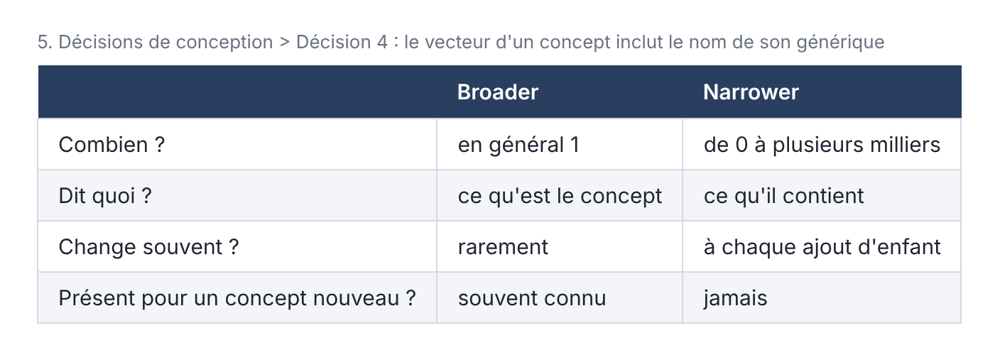 5. Décisions de conception > Décision 4 : le vecteur d'un concept inclut le nom de son générique
Broader Narrower
Combien ? en général 1 de 0 à plusieurs milliers
Dit quoi ? ce qu'est le concept ce qu'il contient
Change souvent ? rarement à chaque ajout d'enfant
Présent pour un concept nouveau ? souvent connu jamais